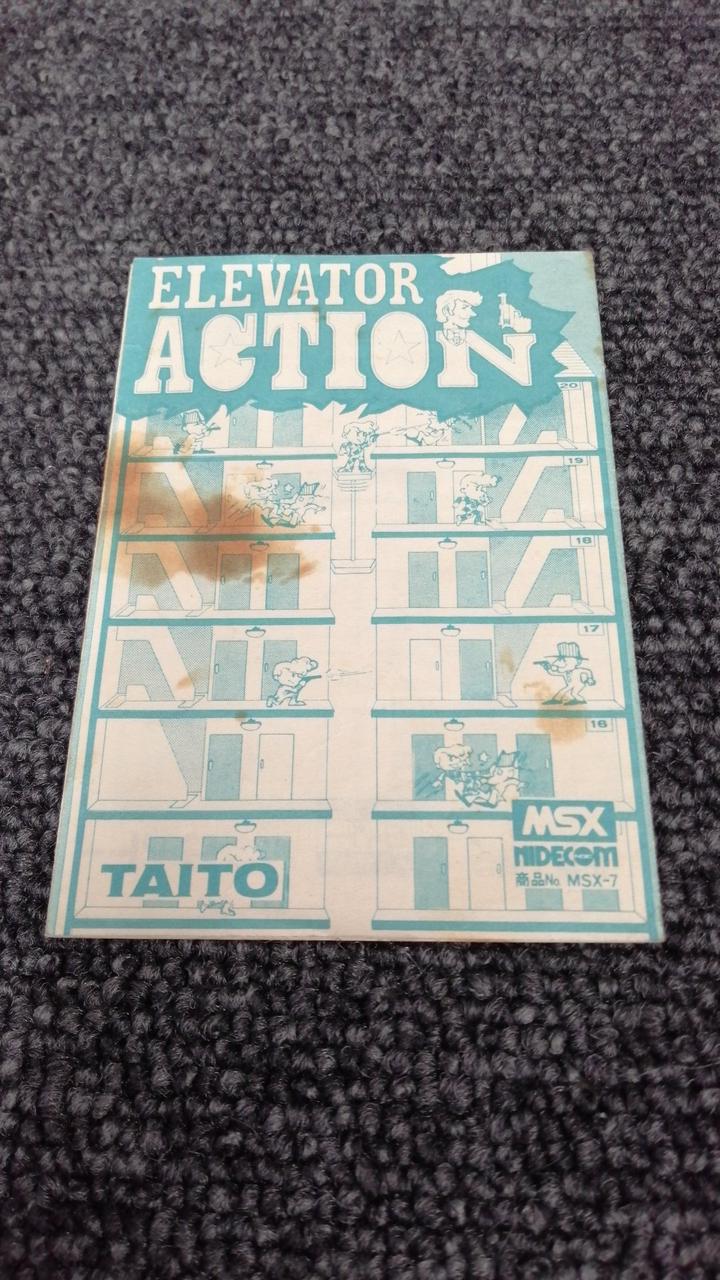 ELEVATOR
ACTION
20
19
18
17
16
MSX
NIDECOM
商品No. MSX-7
TAITO